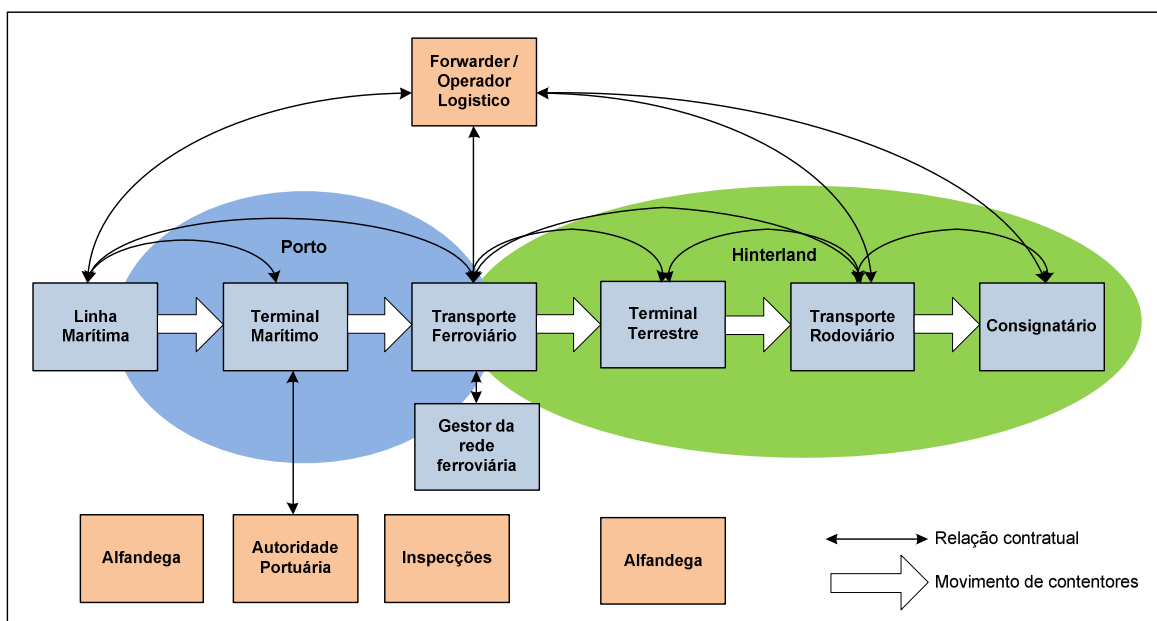 Forwarder /
Operador
Logistico
Porto
Hinterland
Linha
Marítima
Terminal
Marítimo
Transporte
Ferroviário
Terminal
Terrestre
Transporte
Rodoviário
Consignatário
Gestor da
rede
ferroviária
Alfandega
Autoridade
Portuária
Inspecções
Alfandega
Relação contratual
Movimento de contentores